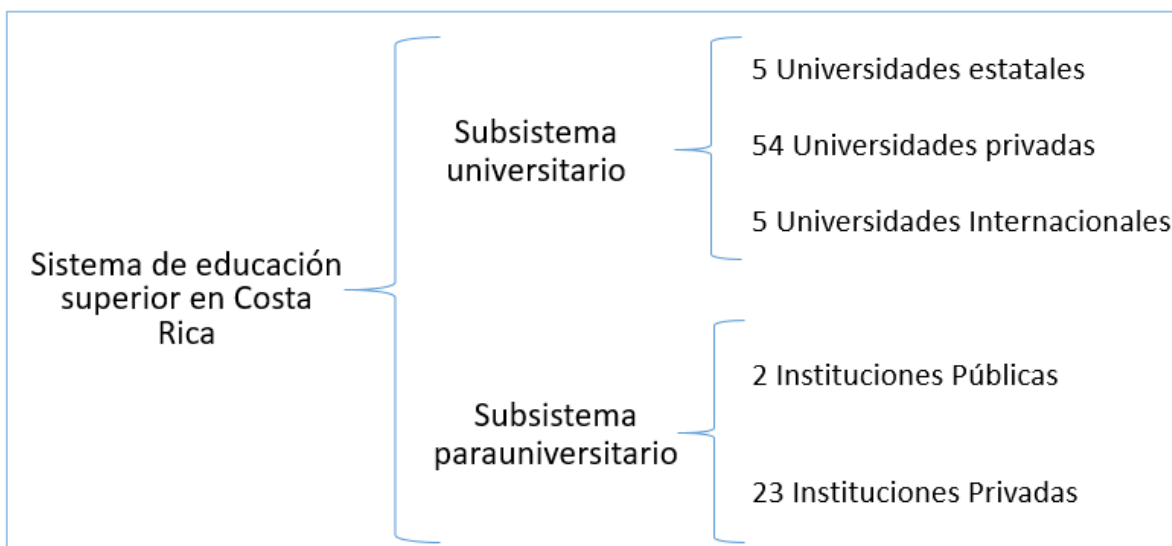 Sistema de educación
superior en Costa
Rica
Subsistema
universitario
5 Universidades estatales
54 Universidades privadas
5 Universidades Internacionales
Subsistema
parauniversitario
2 Instituciones Públicas
23 Instituciones Privadas